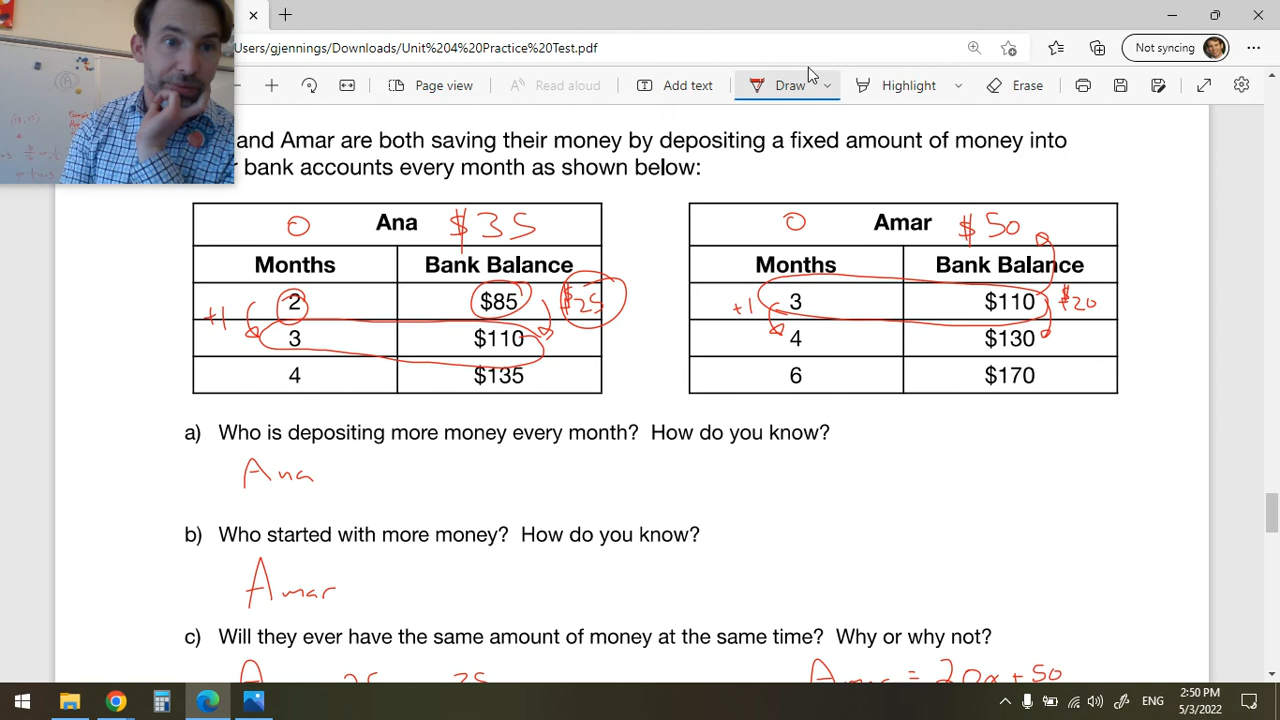 Users/gjennings/Downloads/Unit%204%20Practice%20Test.pdf
Not syncing
Page view
Read aloud
Add text
Draw
Highlight
Erase
and Amar are both saving their money by depositing a fixed amount of money into
bank accounts every month as shown below:
0 Ana $35
Months Bank Balance
2 $85 $25
+1
3 $110
4 $135
0 Amar $50
Months Bank Balance
3 $110 $20
+1
4 $130
6 $170
a) Who is depositing more money every month? How do you know?
Ana
b) Who started with more money? How do you know?
Amar
c) Will they ever have the same amount of money at the same time? Why or why not?
Amar = 20x+50
ENG
2:50 PM
5/3/2022